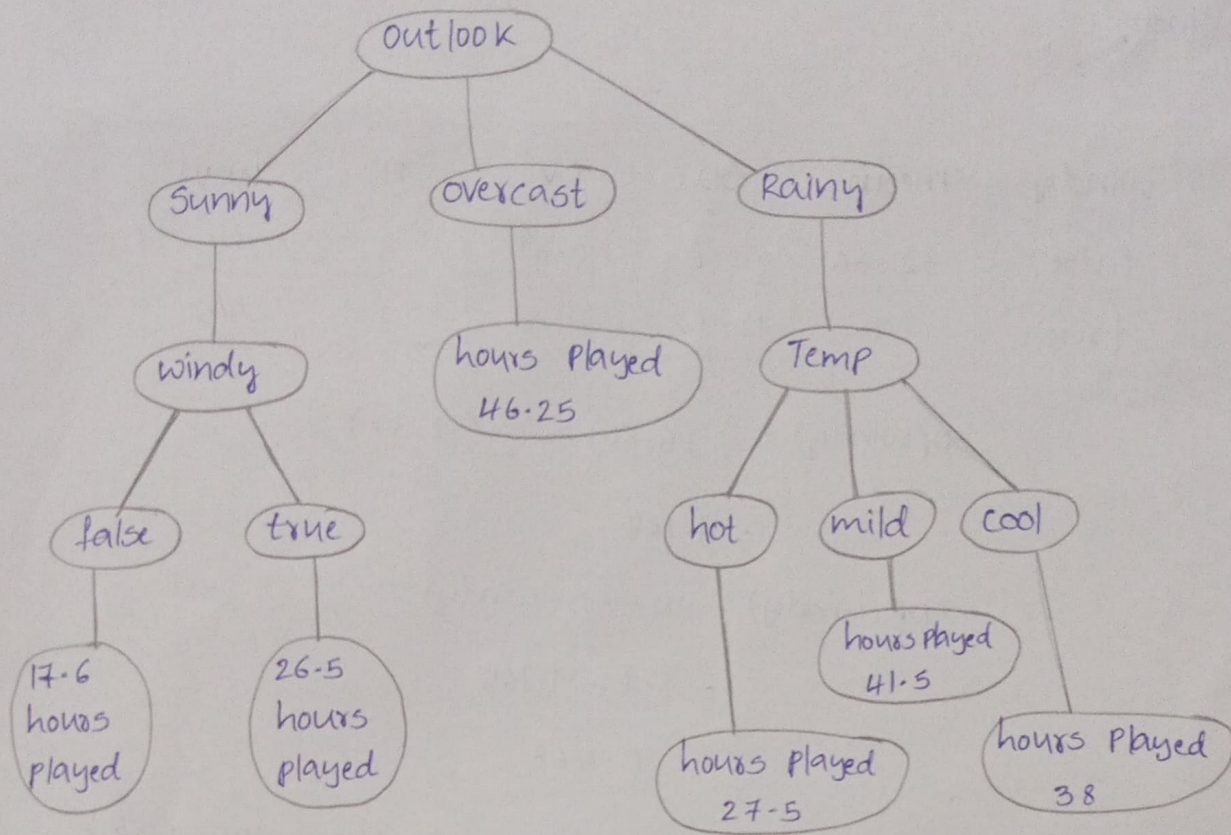 outlook
Sunny
overcast
Rainy
windy
hours Played
46.25
Temp
false
true
hot
mild
cool
17.6
hours
played
26.5
hours
played
hours Played
41.5
hours Played
27.5
hours Played
38